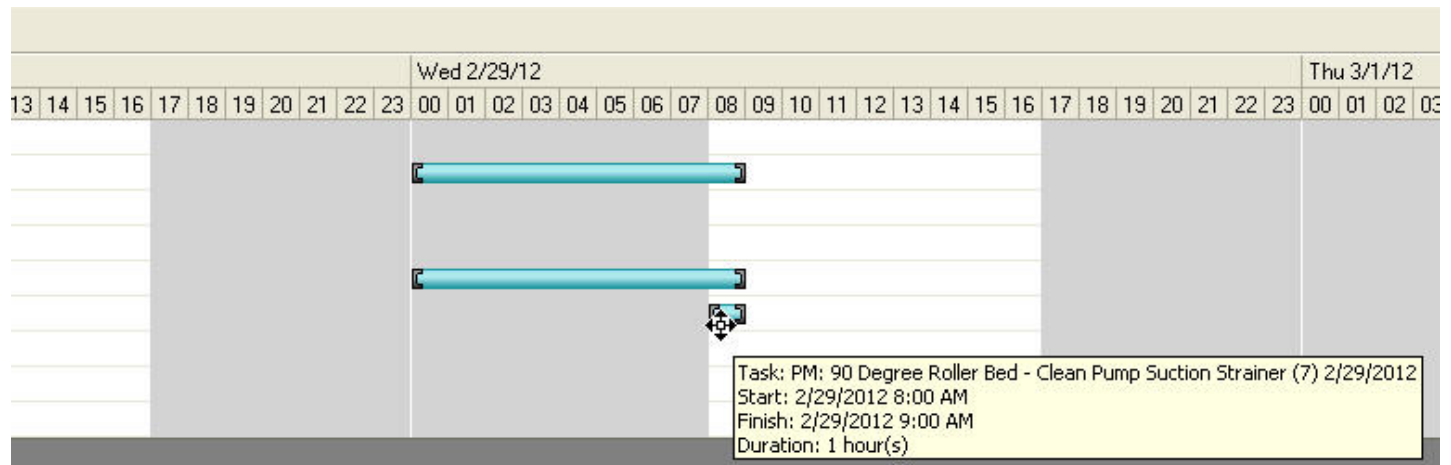 Wed 2/29/12 Thu 3/1/12
13 14 15 16 17 18 19 20 21 22 23 00 01 02 03 04 05 06 07 08 09 10 11 12 13 14 15 16 17 18 19 20 21 22 23 00 01 02 03
Task: PM: 90 Degree Roller Bed - Clean Pump Suction Strainer (7) 2/29/2012
Start: 2/29/2012 8:00 AM
Finish: 2/29/2012 9:00 AM
Duration: 1 hour(s)